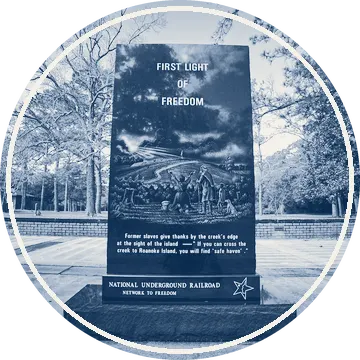 FIRST LIGHT
OF
FREEDOM
Former slaves give thanks by the creek's edge
at the sight of the island — "If you can cross the
creek to Roanoke Island, you will find 'safe haven'."
NATIONAL UNDERGROUND RAILROAD
NETWORK TO FREEDOM